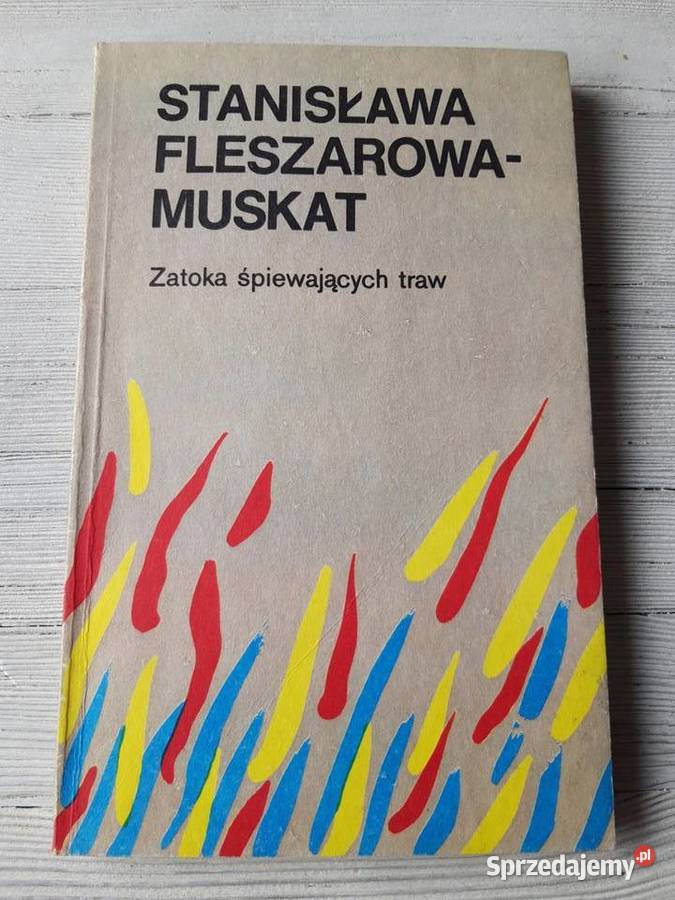 STANISŁAWA
FLESZAROWA-
MUSKAT
Zatoka śpiewających traw
Sprzedajemy.pl